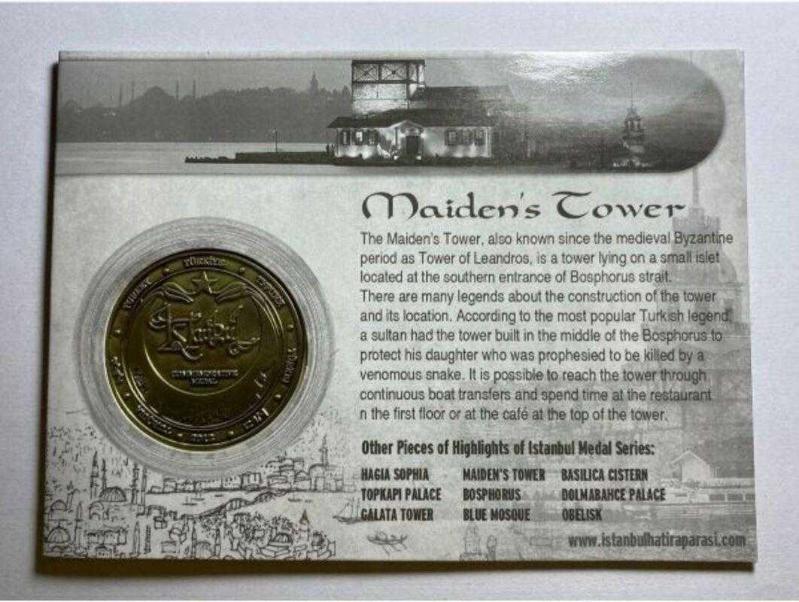 Maiden's Tower
The Maiden's Tower, also known since the medieval Byzantine
period as Tower of Leandros, is a tower lying on a small islet
located at the southern entrance of Bosphorus strait.
There are many legends about the construction of the tower
and its location. According to the most popular Turkish legend,
a sultan had the tower built in the middle of the Bosphorus to
protect his daughter who was prophesied to be killed by a
venomous snake. It is possible to reach the tower through
continuous boat transfers and spend time at the restaurant
n the first floor or at the café at the top of the tower.
TÜRKİYE
TURKEY
COMMEMORATIVE
MEDAL
Other Pieces of Highlights of Istanbul Medal Series:
HAGIA SOPHIA MAIDEN'S TOWER BASILICA CISTERN
TOPKAPI PALACE BOSPHORUS DOLMABAHCE PALACE
GALATA TOWER BLUE MOSQUE OBELISK
www.istanbulhatiraparasi.com